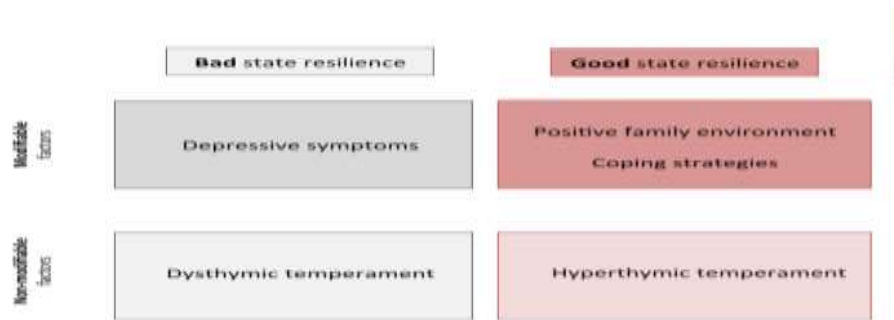 Bad state resilience
Good state resilience
Modifiable
factors
Depressive symptoms
Positive family environment
Coping strategies
Non-modifiable
factors
Dysthymic temperament
Hyperthymic temperament